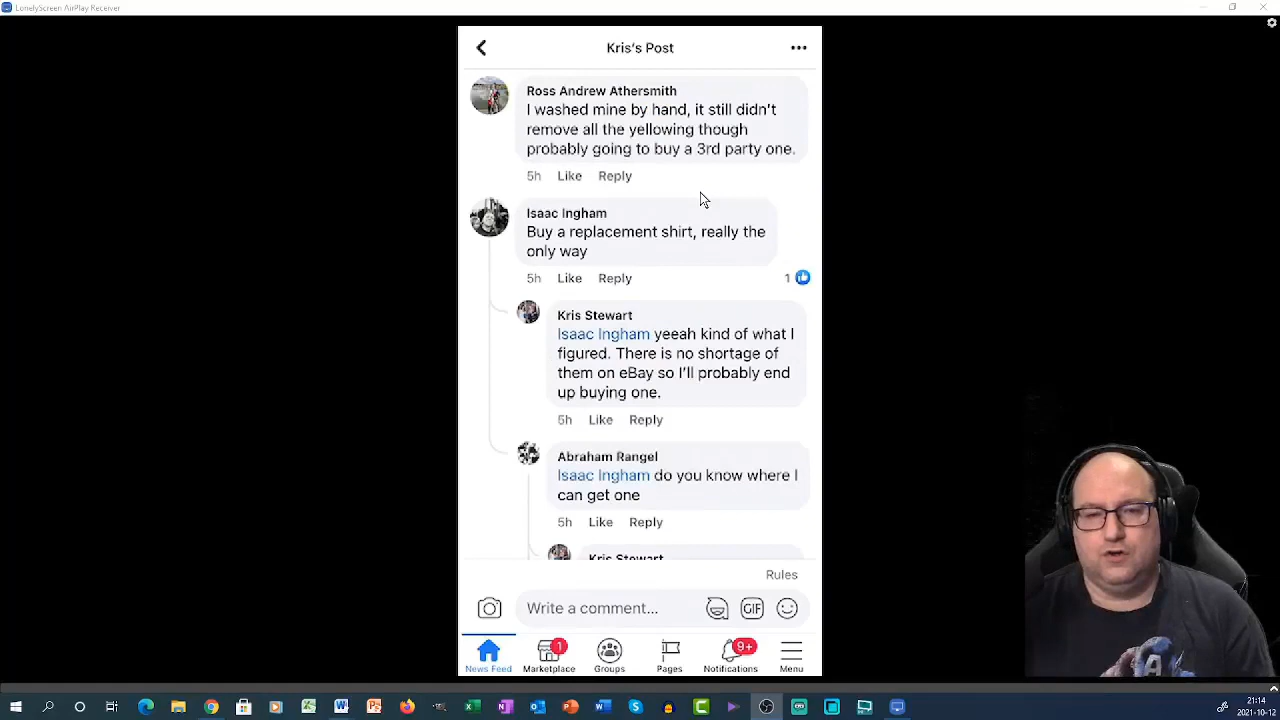 LonelyScreen AirPlay Receiver
Kris's Post
Ross Andrew Athersmith
I washed mine by hand, it still didn't
remove all the yellowing though
probably going to buy a 3rd party one.
5h Like Reply
Isaac Ingham
Buy a replacement shirt, really the
only way
5h Like Reply
1
Kris Stewart
Isaac Ingham yeeah kind of what I
figured. There is no shortage of
them on eBay so I'll probably end
up buying one.
5h Like Reply
Abraham Rangel
Isaac Ingham do you know where I
can get one
5h Like Reply
Kris Stewart
Rules
Write a comment...
GIF
1
9+
News Feed Marketplace Groups Pages Notifications Menu
21:14
2021-10-12